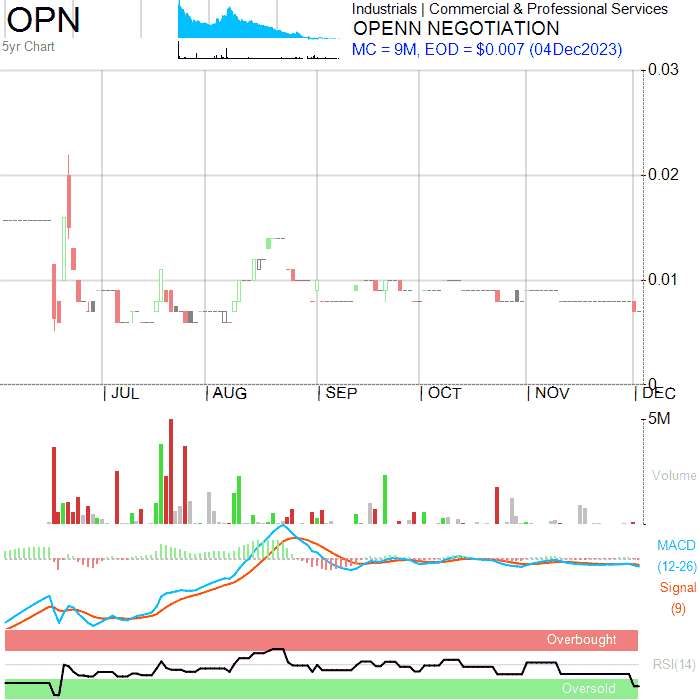 OPN
5yr Chart
Industrials | Commercial & Professional Services
OPENN NEGOTIATION
MC = 9M, EOD = $0.007 (04Dec2023)
0.03
0.02
0.01
0
JUL
AUG
SEP
OCT
NOV
DEC
5M
Volume
MACD
(12-26)
Signal
(9)
Overbought
RSI(14)
Oversold